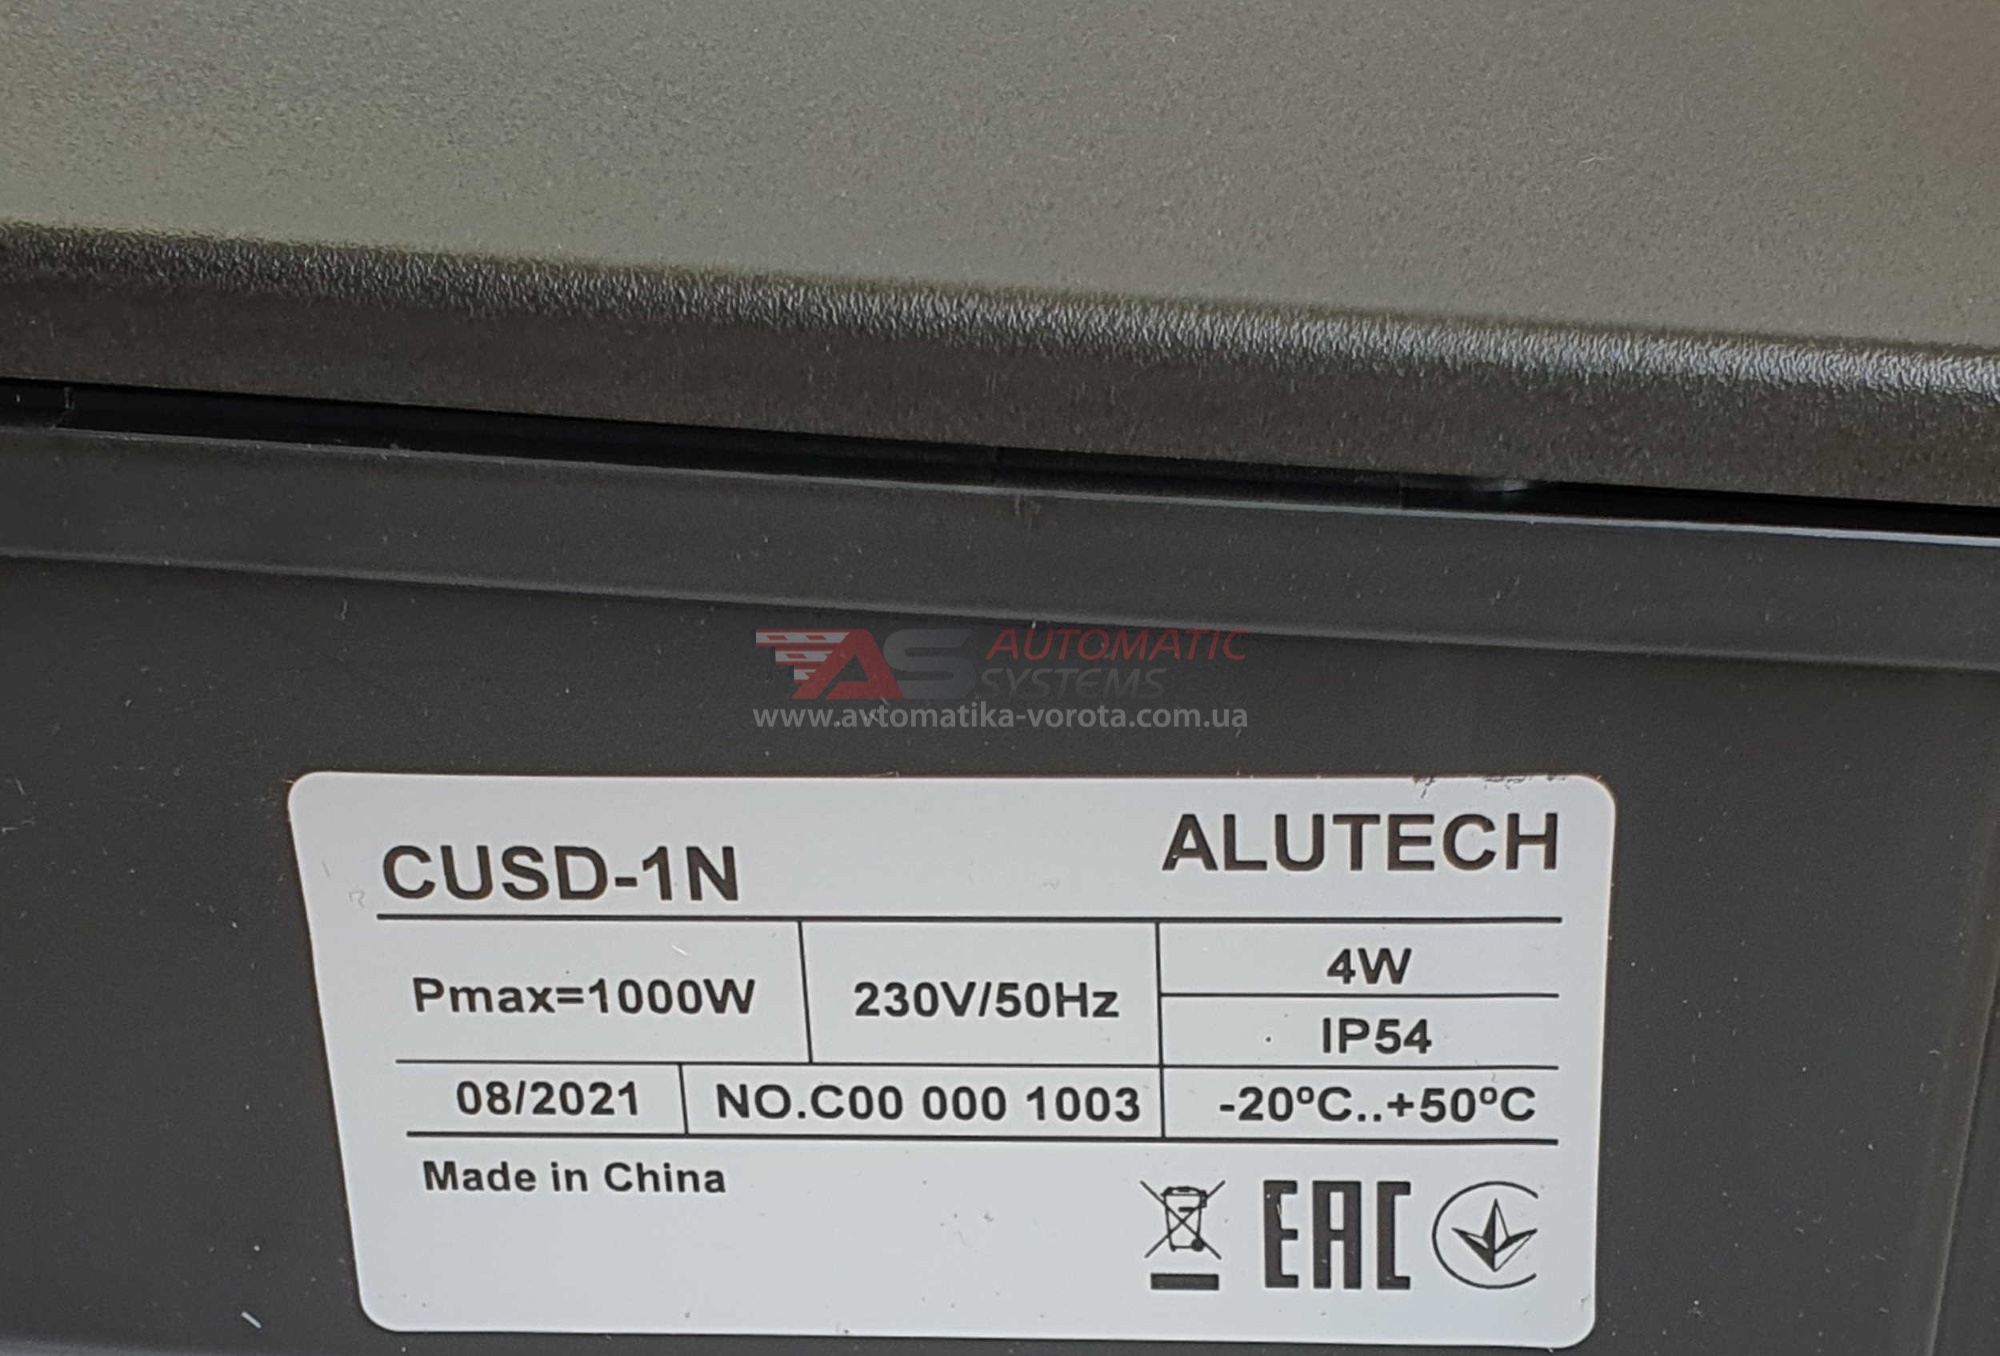 AS AUTOMATIC
SYSTEMS
www.avtomatika-vorota.com.ua
CUSD-1N
ALUTECH
Pmax=1000W
230V/50Hz
4W
IP54
08/2021
NO.C00 000 1003
-20ºC..+50ºC
Made in China
EAC